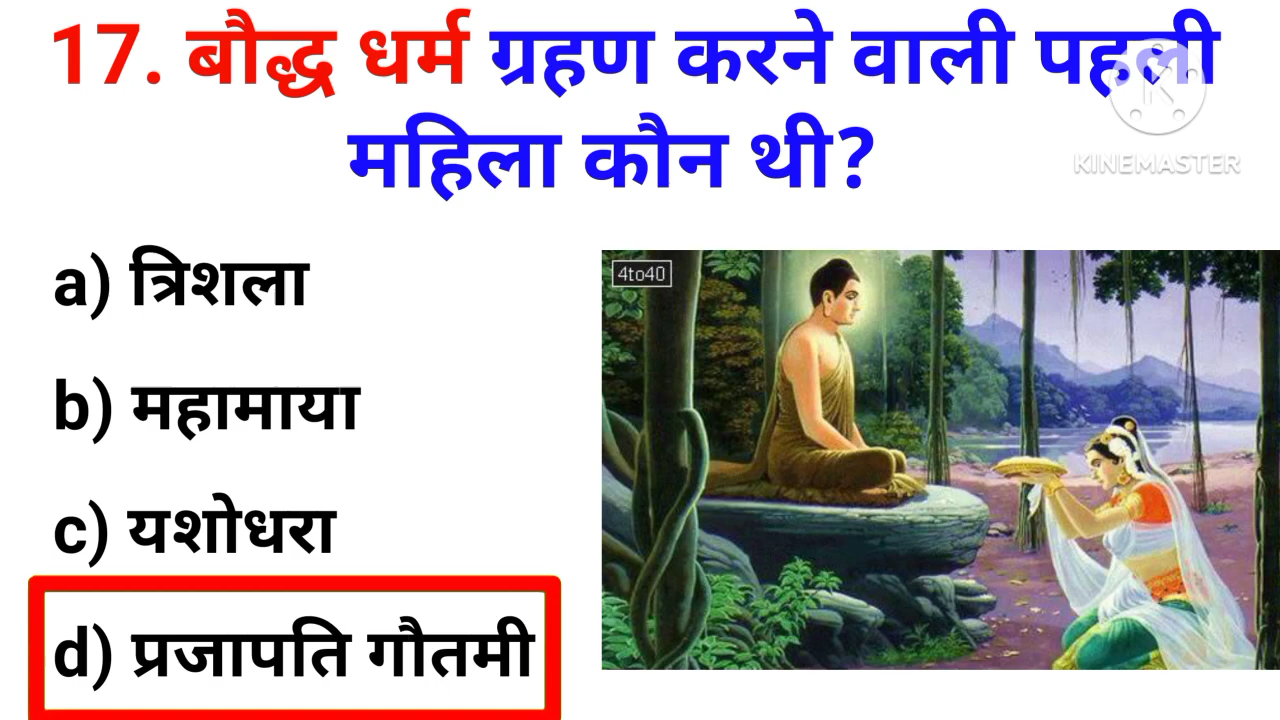 17. बौद्ध धर्म ग्रहण करने वाली पहली
महिला कौन थी?
KINEMASTER
a) त्रिशला
4to40
b) महामाया
c) यशोधरा
d) प्रजापति गौतमी